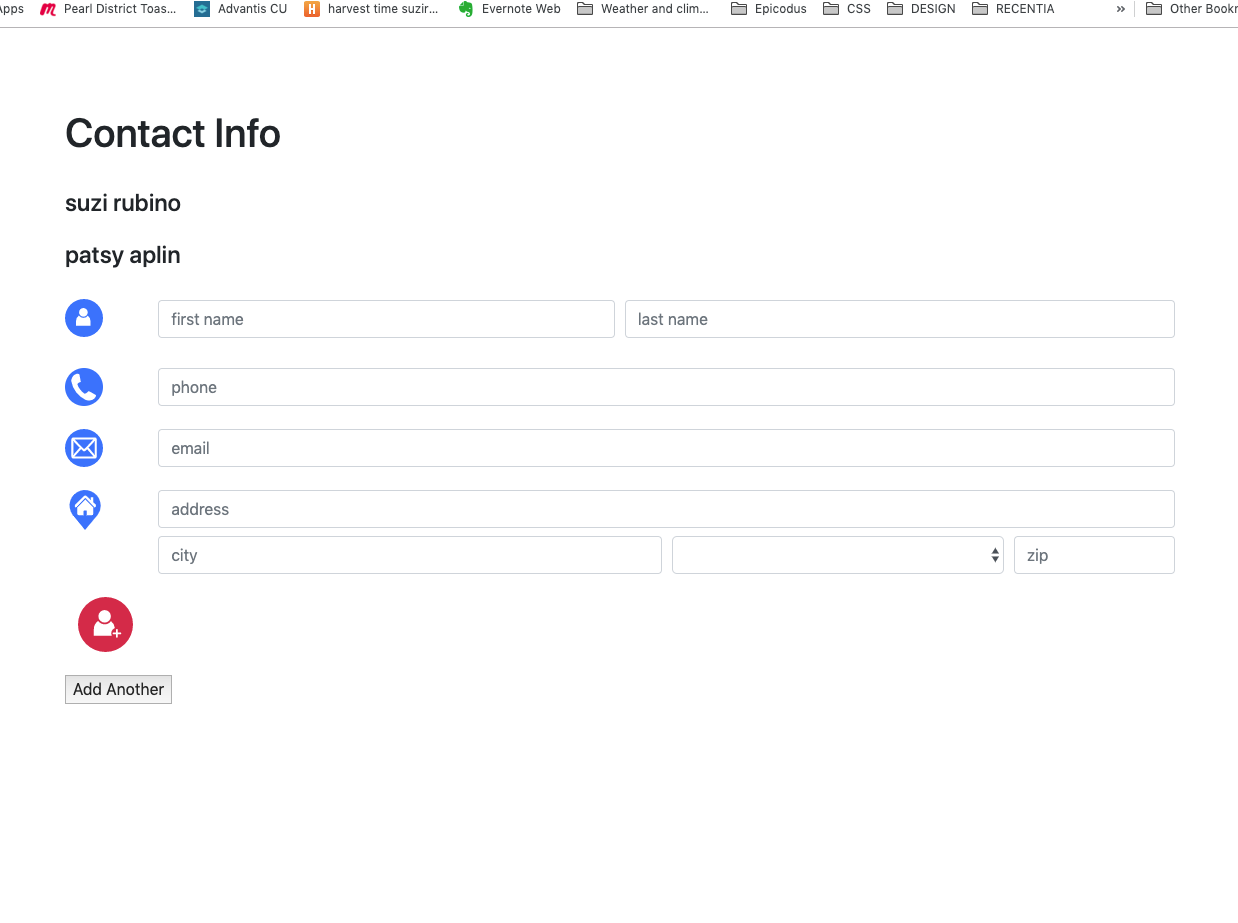 pps Pearl District Toas... Advantis CU H harvest time suzir... Evernote Web Weather and clim... Epicodus CSS DESIGN RECENTIA » Other Bookr
Contact Info
suzi rubino
patsy aplin
first name last name
phone
email
address
city zip
Add Another